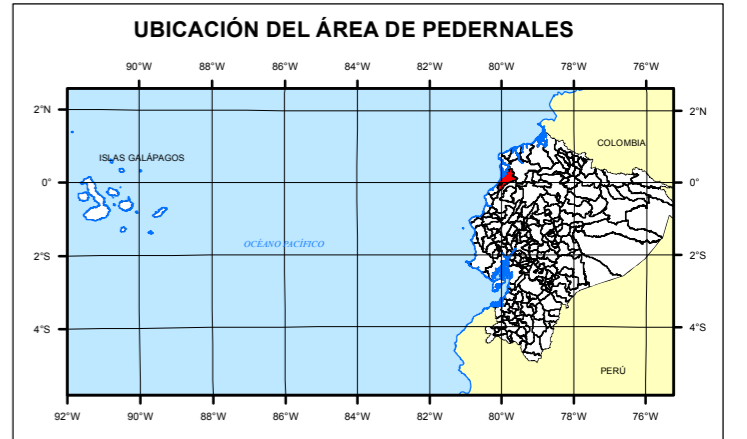 UBICACIÓN DEL ÁREA DE PEDERNALES
90°W 88°W 86°W 84°W 82°W 80°W 78°W 76°W
2°N 2°N
COLOMBIA
ISLAS GALÁPAGOS
0° 0°
OCÉANO PACÍFICO
2°S 2°S
4°S 4°S
PERÚ
92°W 90°W 88°W 86°W 84°W 82°W 80°W 78°W 76°W